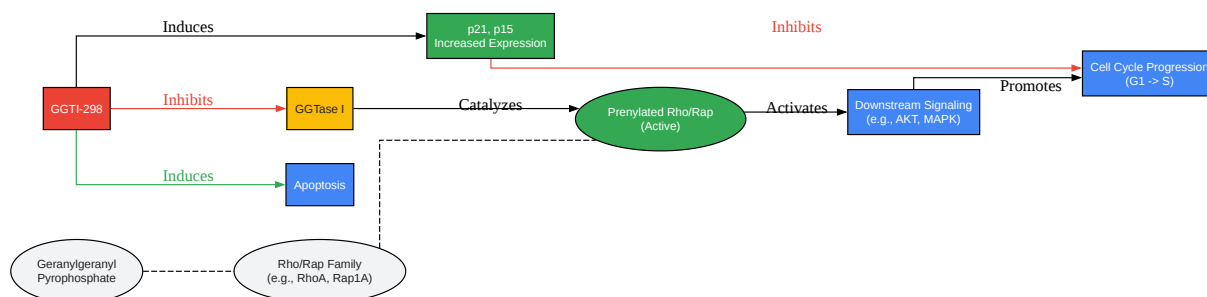 Induces
p21, p15
Increased Expression
Inhibits
Cell Cycle Progression
(G1 -> S)
GGTI-298
Inhibits
GGTase I
Catalyzes
Prenylated Rho/Rap
(Active)
Activates
Downstream Signaling
(e.g., AKT, MAPK)
Promotes
Induces
Apoptosis
Geranylgeranyl
Pyrophosphate
Rho/Rap Family
(e.g., RhoA, Rap1A)